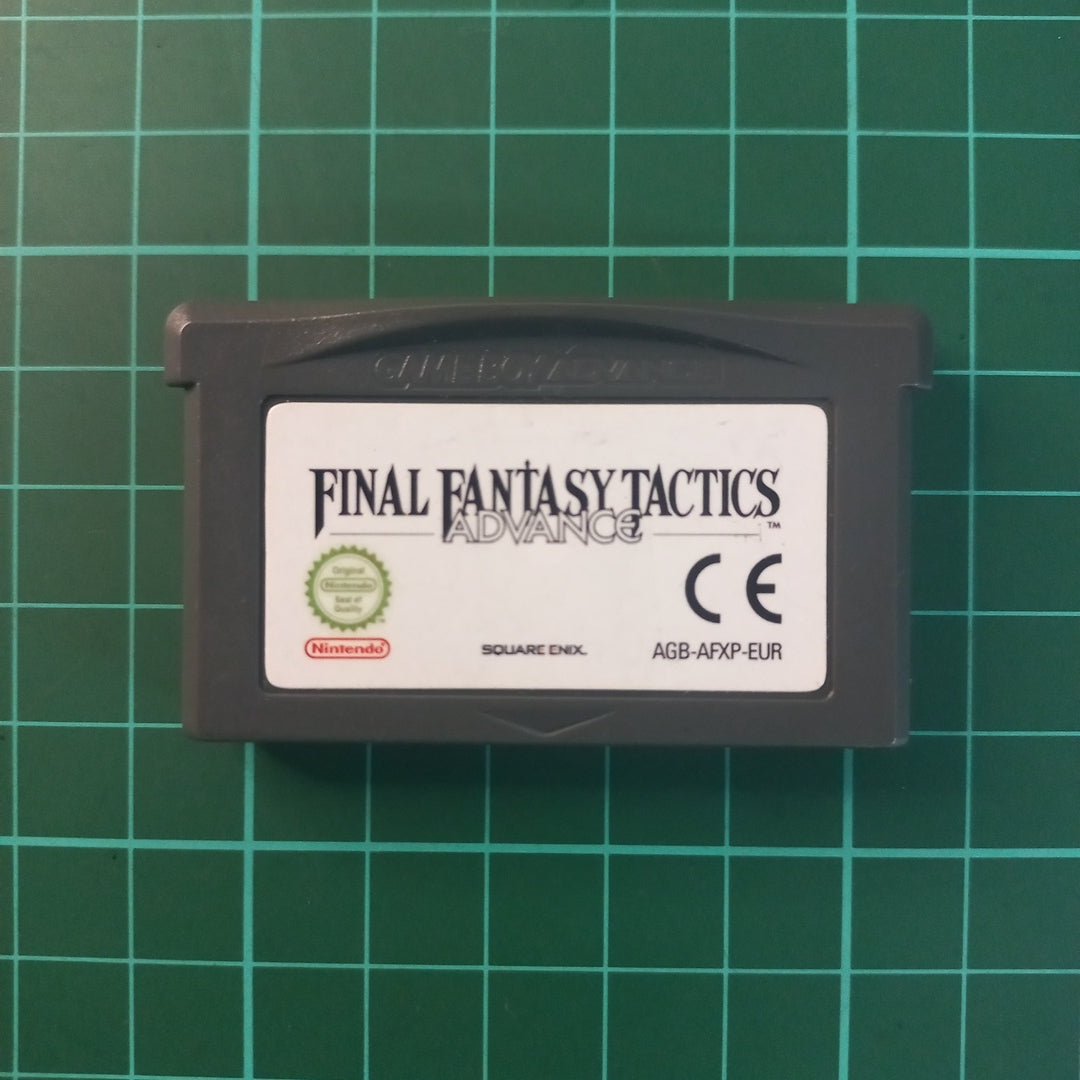 GAME BOY ADVANCE
FINAL FANTASY TACTICS
ADVANCE
™
Original
Nintendo
Seal of
Quality
™
Nintendo®
SQUARE ENIX.
CE
AGB-AFXP-EUR